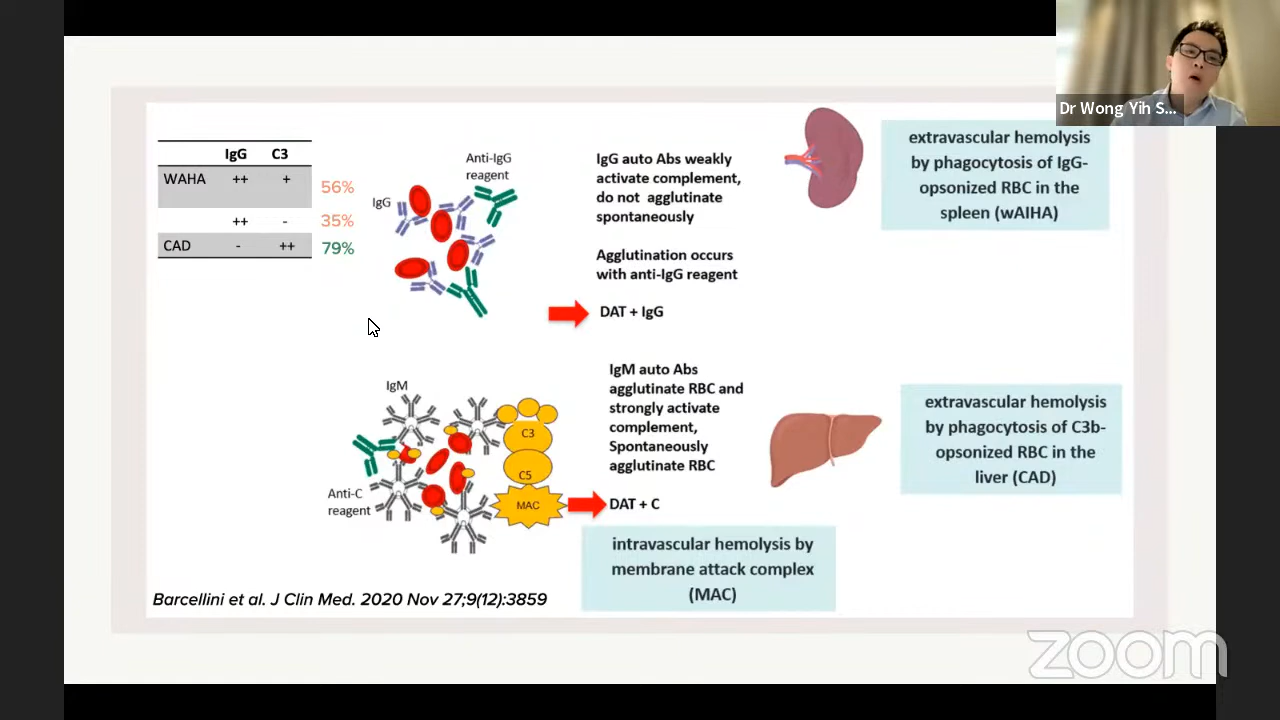 Dr Wong Yih S...
IgG C3
WAHA ++ + 56%
++ - 35%
CAD - ++ 79%
Anti-IgG
reagent
IgG
IgG auto Abs weakly
activate complement,
do not agglutinate
spontaneously
Agglutination occurs
with anti-IgG reagent
DAT + IgG
extravascular hemolysis
by phagocytosis of IgG-
opsonized RBC in the
spleen (wAIHA)
IgM
C3
C5
MAC
Anti-C
reagent
IgM auto Abs
agglutinate RBC and
strongly activate
complement,
Spontaneously
agglutinate RBC
DAT + C
extravascular hemolysis
by phagocytosis of C3b-
opsonized RBC in the
liver (CAD)
intravascular hemolysis by
membrane attack complex
(MAC)
Barcellini et al. J Clin Med. 2020 Nov 27;9(12):3859
zoom